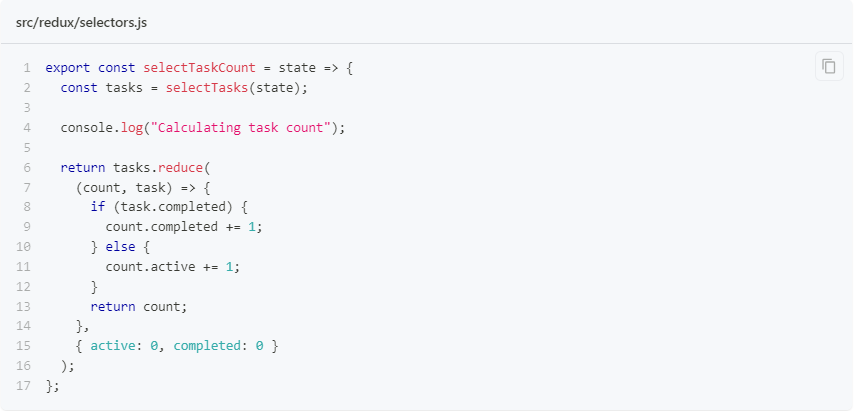 src/redux/selectors.js
1 export const selectTaskCount = state => {
2   const tasks = selectTasks(state);
3
4   console.log("Calculating task count");
5
6   return tasks.reduce(
7     (count, task) => {
8       if (task.completed) {
9         count.completed += 1;
10       } else {
11         count.active += 1;
12       }
13       return count;
14     },
15     { active: 0, completed: 0 }
16   );
17 };